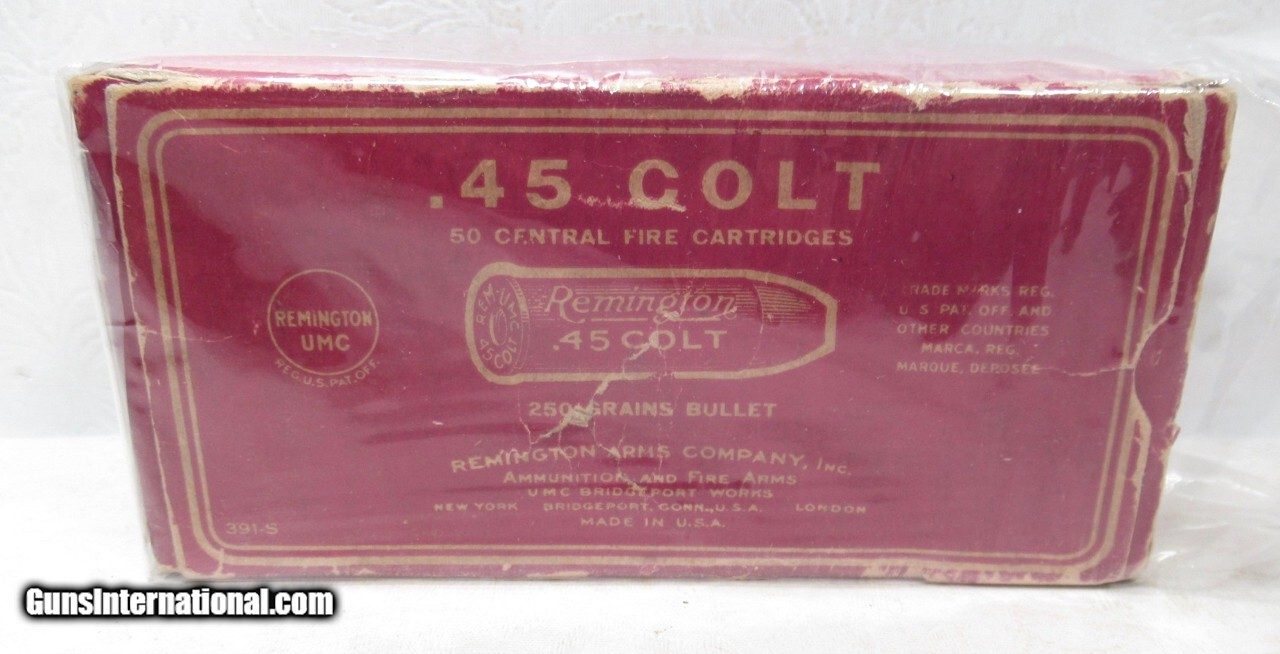 .45 COLT
50 CENTRAL FIRE CARTRIDGES
REM-UMC
45 COLT
Remington
.45 COLT
REMINGTON
UMC
REG. U.S. PAT. OFF.
TRADE MARKS REG.
U S PAT. OFF. AND
OTHER COUNTRIES
MARCA. REG.
MARQUE, DEPOSEE
250 GRAINS BULLET
REMINGTON ARMS COMPANY, INC.
AMMUNITION AND FIRE ARMS
UMC BRIDGEPORT WORKS
NEW YORK BRIDGEPORT, CONN., U.S.A. LONDON
MADE IN U.S.A.
391-S
GunsInternational.com